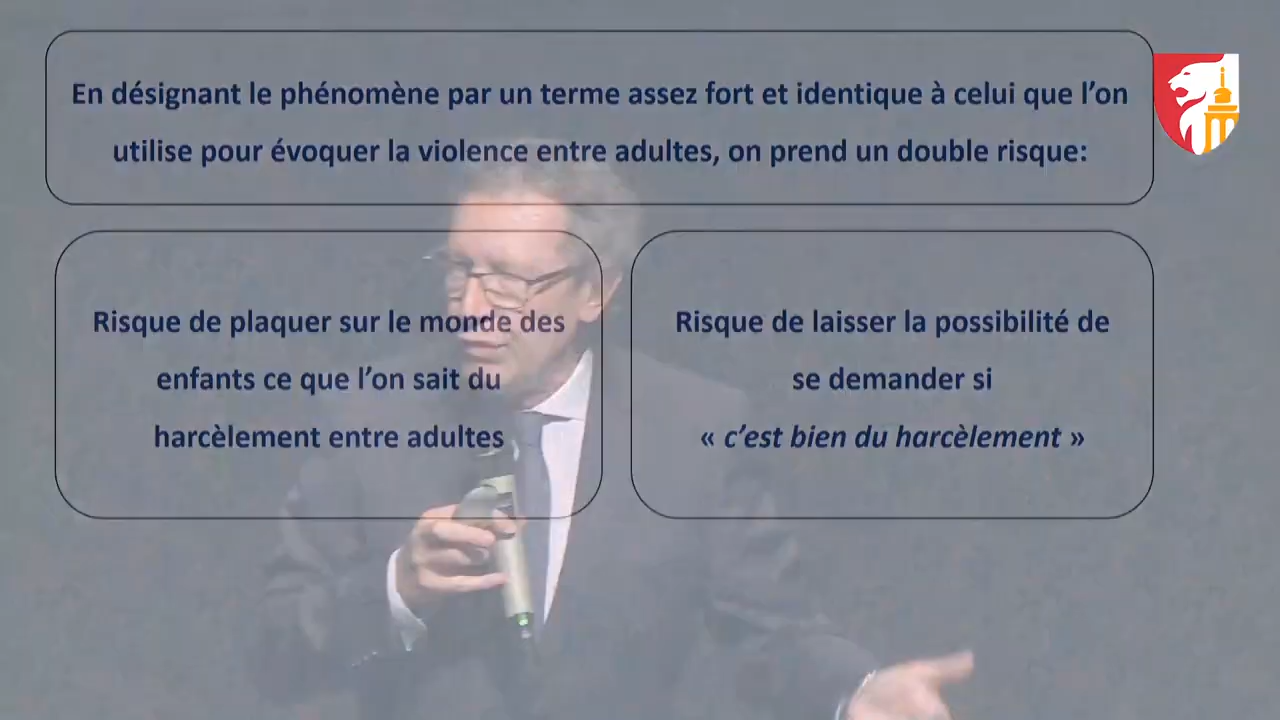 En désignant le phénomène par un terme assez fort et identique à celui que l'on
utilise pour évoquer la violence entre adultes, on prend un double risque:
Risque de plaquer sur le monde des
enfants ce que l'on sait du
harcèlement entre adultes
Risque de laisser la possibilité de
se demander si
« c'est bien du harcèlement »